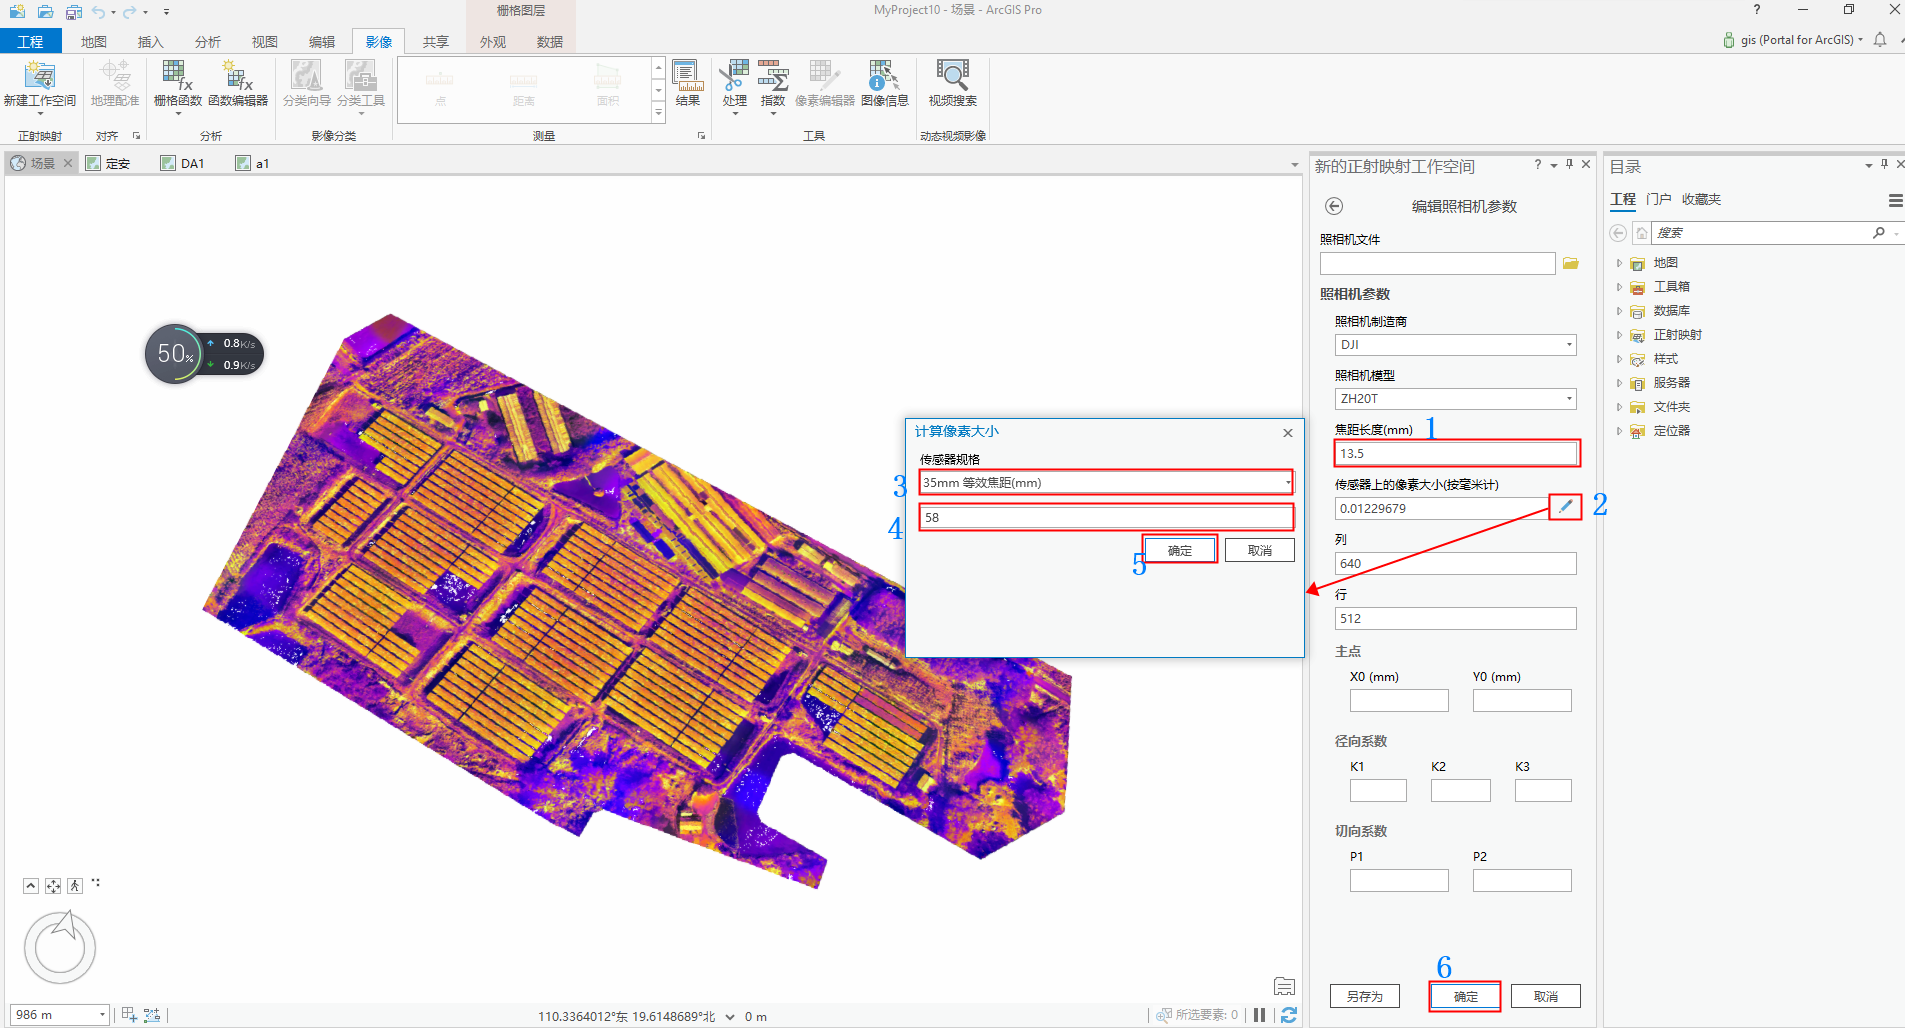 栅格图层
MyProject10 - 场景 - ArcGIS Pro
?
工程 地图 插入 分析 视图 编辑 影像 共享 外观 数据
gis (Portal for ArcGIS)
新建工作空间 地理配准 栅格函数 函数编辑器 分类向导 分类工具 点 距离 面积 结果 处理 指数 像素编辑器 图像信息 视频搜索
正射映射 对齐 分析 影像分类 测量 工具 动态视频影像
场景 定安 DA1 a1
新的正射映射工作空间 ?
编辑照相机参数
照相机文件
照相机参数
照相机制造商
DJI
照相机模型
ZH20T
焦距长度(mm) 1
13.5
传感器上的像素大小(按毫米计)
0.01229679 2
列
640
行
512
主点
X0 (mm) Y0 (mm)
径向系数
K1 K2 K3
切向系数
P1 P2
6
另存为 确定 取消
目录
工程 门户 收藏夹
搜索
地图
工具箱
数据库
正射映射
样式
服务器
文件夹
定位器
50%
0.8K/s
0.9K/s
计算像素大小
传感器规格
3 35mm 等效焦距(mm)
4 58
5 确定 取消
986 m
110.3364012°东 19.6148689°北 0 m
所选要素: 0